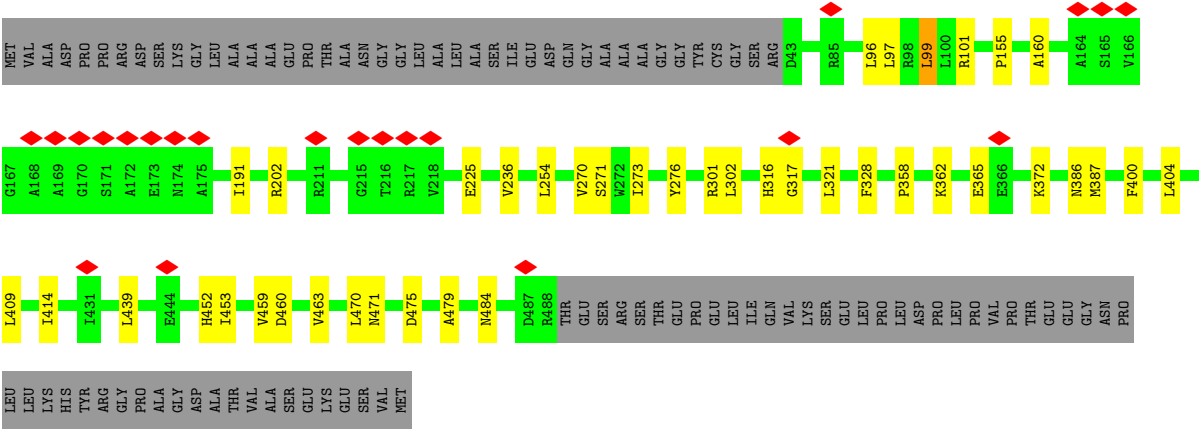 MET VAL ALA ASP PRO PRO ARG ASP SER LYS GLY LEU ALA ALA ALA ALA GLU PRO THR ALA ASN GLY GLY LEU ALA LEU ALA SER ILE GLU ASP GLN GLY ALA ALA ALA GLY GLY TYR CYS GLY SER ARG D43 R85 L96 L97 R98 L99 L100 R101 P155 A160 A164 S165 V166
G167 A168 A169 G170 S171 A172 E173 N174 A175 I191 R202 R211 G215 T216 R217 V218 E225 V236 L254 V270 S271 W272 I273 Y276 R301 L302 H316 G317 L321 F328 P358 K362 E365 E366 K372 N386 M387 F400 L404
L409 I414 I431 L439 E444 H452 I453 V459 D460 V463 L470 N471 D475 A479 N484 D487 R488 THR GLU SER ARG SER THR GLU PRO GLU LEU ILE GLN VAL LYS SER GLU LEU PRO LEU ASP PRO LEU PRO VAL PRO THR GLU GLU GLY ASN PRO
LEU LEU LYS HIS TYR ARG GLY PRO ALA GLY ASP ALA THR VAL ALA SER GLU LYS GLU SER VAL MET